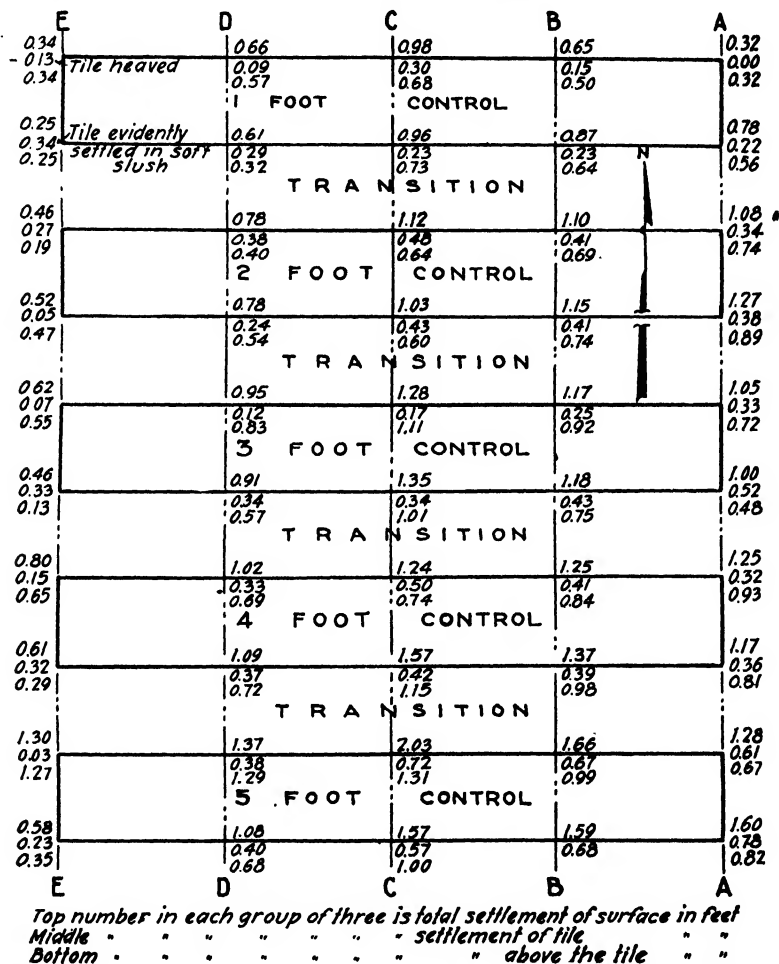 E D C B A
0.34 0.66 0.98 0.65 0.32
- 0.13 Tile heaved 0.09 0.30 0.15 0.00
0.34 0.57 0.68 0.50 0.32
1 FOOT CONTROL
0.25 0.61 0.96 0.87 0.78
0.34 Tile evidently 0.29 0.23 0.23 0.22
0.25 settled in soft 0.32 0.73 0.64 0.56
slush
N
TRANSITION
0.46 0.78 1.12 1.10 1.08
0.27 0.38 0.48 0.41 0.34
0.19 0.40 0.64 0.69 0.74
2 FOOT CONTROL
0.52 0.78 1.03 1.15 1.27
0.05 0.24 0.43 0.41 0.38
0.47 0.54 0.60 0.74 0.89
TRANSITION
0.62 0.95 1.28 1.17 1.05
0.07 0.12 0.17 0.25 0.33
0.55 0.83 1.11 0.92 0.72
3 FOOT CONTROL
0.46 0.91 1.35 1.18 1.00
0.33 0.34 0.34 0.43 0.52
0.13 0.57 1.01 0.75 0.48
TRANSITION
0.80 1.02 1.24 1.25 1.25
0.15 0.33 0.50 0.41 0.32
0.65 0.69 0.74 0.84 0.93
4 FOOT CONTROL
0.61 1.09 1.57 1.37 1.17
0.32 0.37 0.42 0.39 0.36
0.29 0.72 1.15 0.98 0.81
TRANSITION
1.30 1.37 2.03 1.66 1.28
0.03 0.38 0.72 0.67 0.61
1.27 1.29 1.31 0.99 0.67
5 FOOT CONTROL
0.58 1.08 1.57 1.59 1.60
0.23 0.40 0.57 0.68 0.78
0.35 0.68 1.00 0.82
E D C B A
Top number in each group of three is total settlement of surface in feet
Middle " " " " " " " settlement of tile " "
Bottom " " " " " " " " above the tile " "